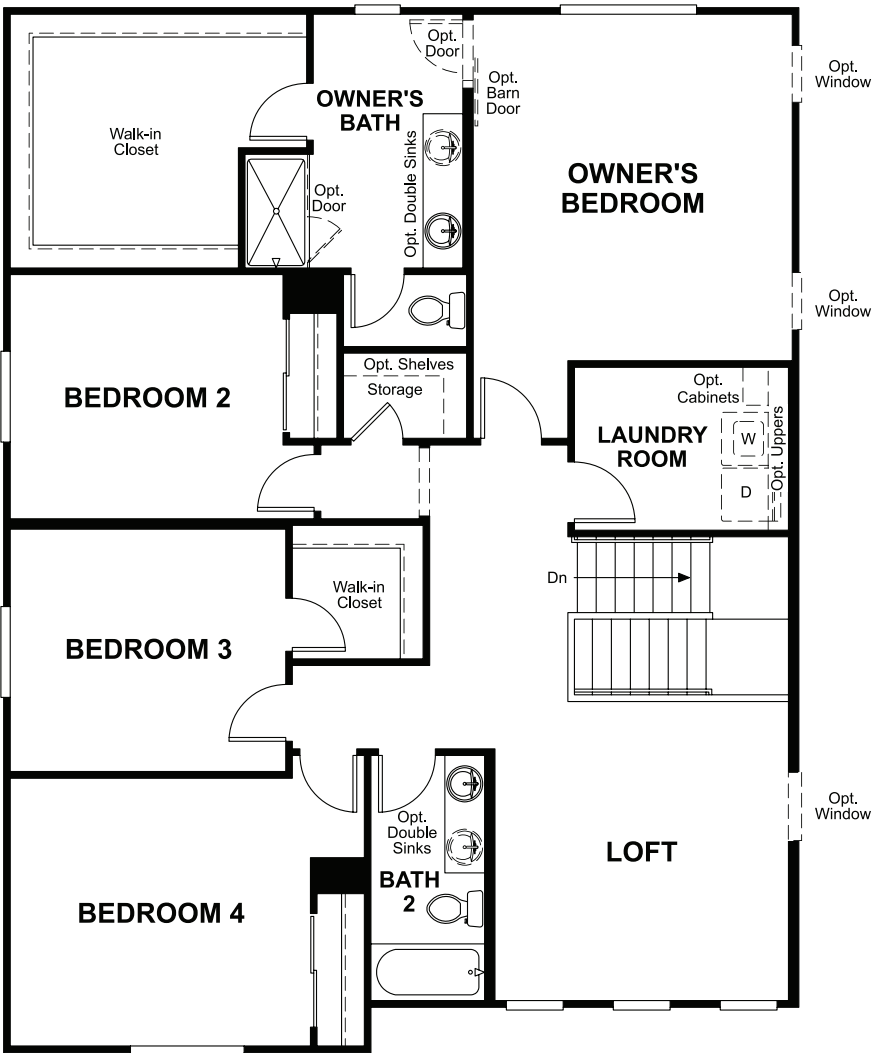 Opt.
Door
Opt.
Barn
Door
Opt.
Window
OWNER'S
BATH
Walk-in
Closet
Opt. Double Sinks
Opt.
Door
OWNER'S
BEDROOM
Opt.
Window
Opt. Shelves
Storage
BEDROOM 2
Opt.
Cabinets
LAUNDRY
ROOM
W
D
Opt. Uppers
Dn
Walk-in
Closet
BEDROOM 3
Opt.
Window
Opt.
Double
Sinks
LOFT
BATH
2
BEDROOM 4